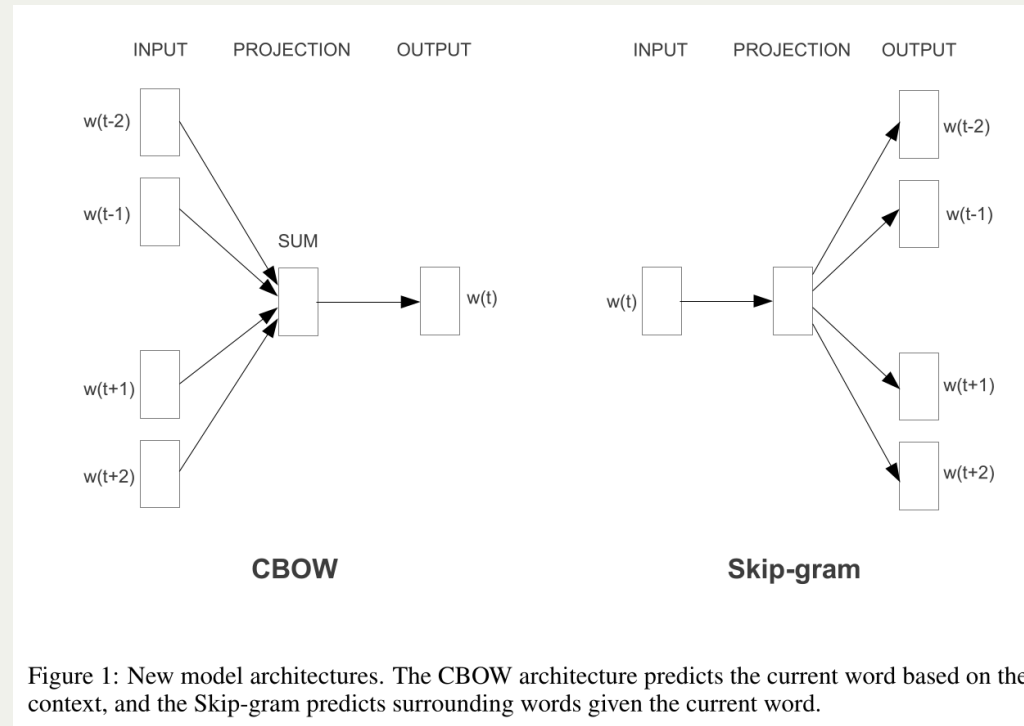 INPUT PROJECTION OUTPUT INPUT PROJECTION OUTPUT
w(t-2) w(t-2)
w(t-1) w(t-1)
SUM
w(t) w(t)
w(t+1) w(t+1)
w(t+2) w(t+2)
CBOW Skip-gram
Figure 1: New model architectures. The CBOW architecture predicts the current word based on the
context, and the Skip-gram predicts surrounding words given the current word.